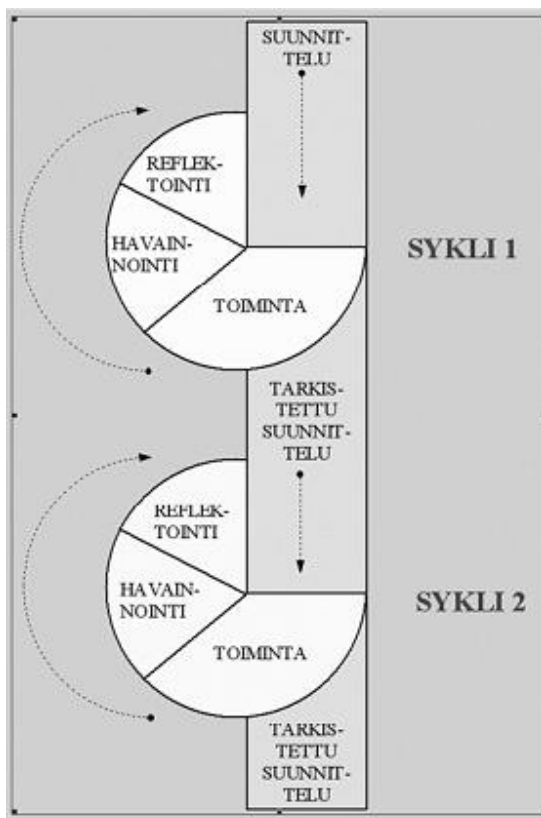 SUUNNIT-
TELU
REFLEK-
TOINTI
HAVAIN-
NOINTI
TOIMINTA
SYKLI 1
TARKIS-
TETTU
SUUNNIT-
TELU
REFLEK-
TOINTI
HAVAIN-
NOINTI
TOIMINTA
SYKLI 2
TARKIS-
TETTU
SUUNNIT-
TELU